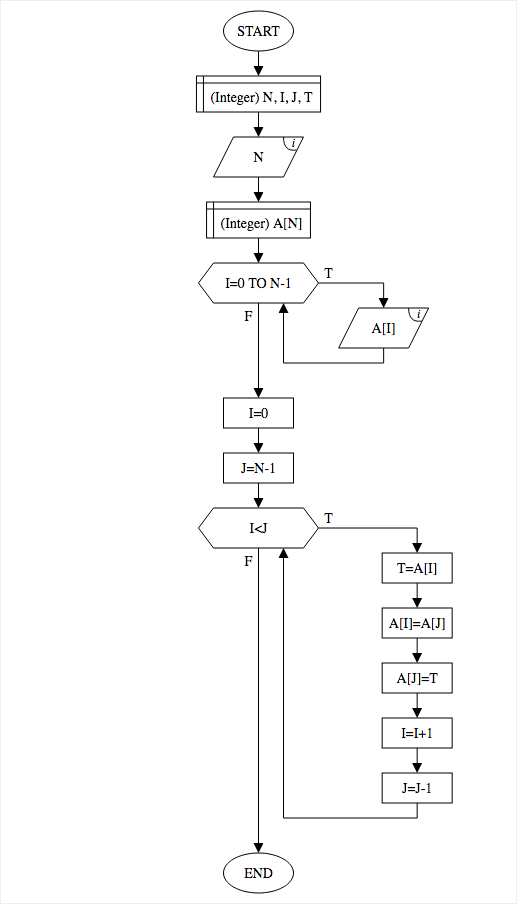 START
(Integer) N, I, J, T
i
N
(Integer) A[N]
I=0 TO N-1
T
F
i
A[I]
I=0
J=N-1
I<J
T
F
T=A[I]
A[I]=A[J]
A[J]=T
I=I+1
J=J-1
END